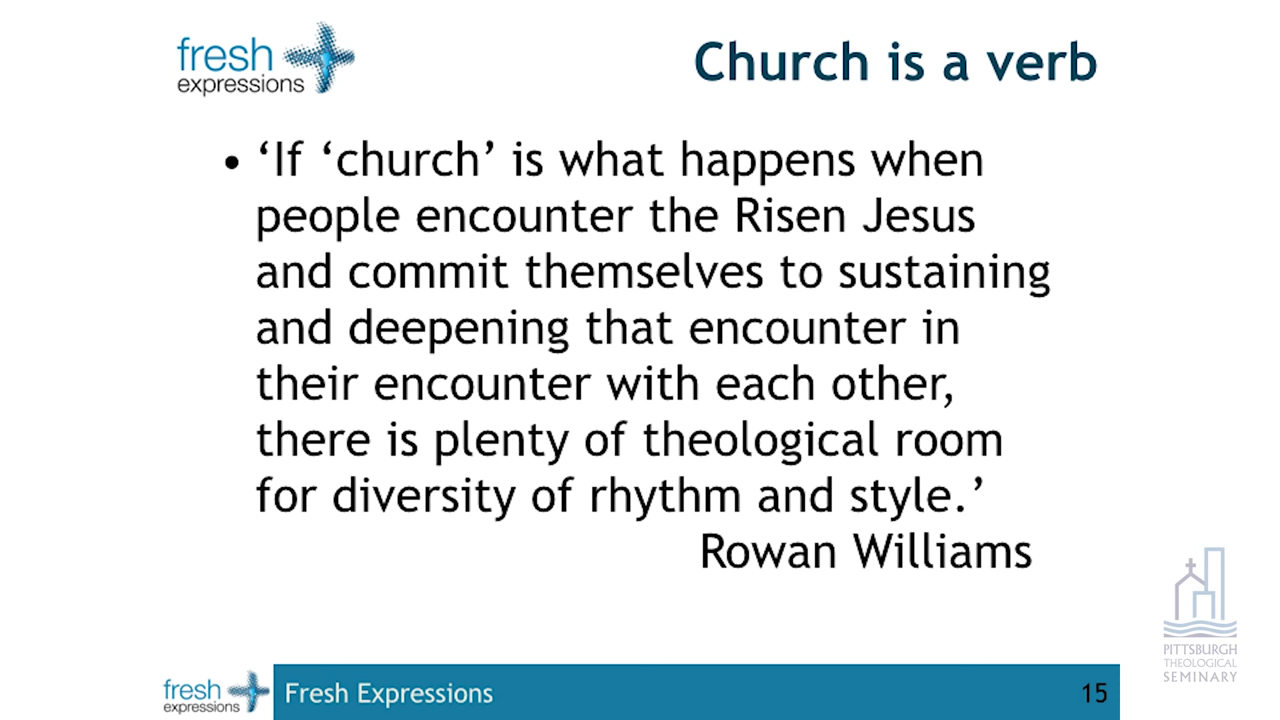 fresh
expressions
Church is a verb
• ‘If ‘church’ is what happens when
people encounter the Risen Jesus
and commit themselves to sustaining
and deepening that encounter in
their encounter with each other,
there is plenty of theological room
for diversity of rhythm and style.’
Rowan Williams
PITTSBURGH
THEOLOGICAL
SEMINARY
fresh
expressions
Fresh Expressions
15